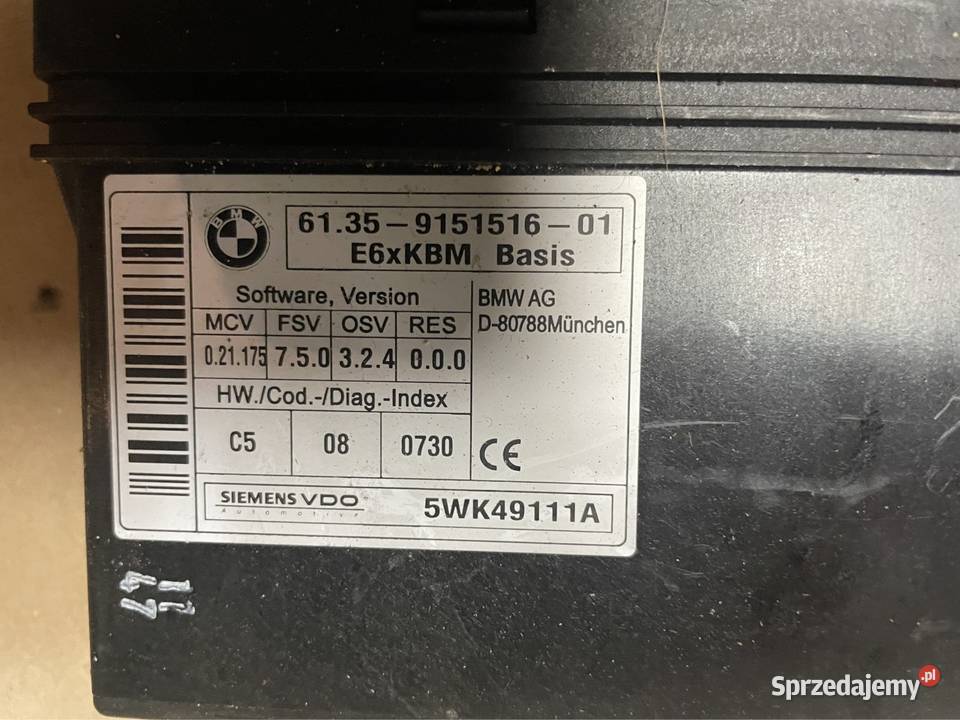 BMW
61.35-9151516-01
E6xKBM Basis
Software, Version
MCV FSV OSV RES
0.21.175 7.5.0 3.2.4 0.0.0
HW./Cod.-/Diag.-Index
C5 08 0730
BMW AG
D-80788München
CE
SIEMENS VDO
Automotive
5WK49111A
Sprzedajemy.pl